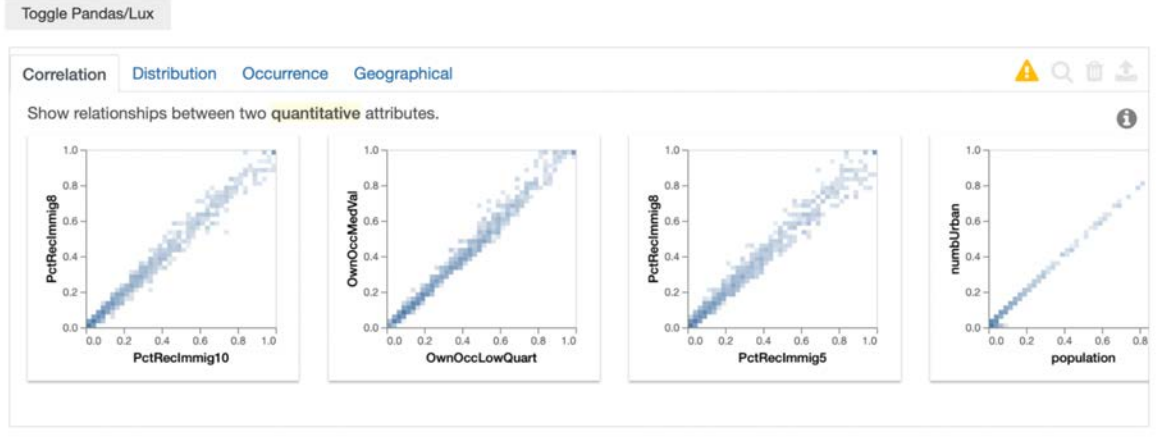 Toggle Pandas/Lux
Correlation Distribution Occurrence Geographical
Show relationships between two quantitative attributes.
1.0
0.8
0.6
0.4
0.2
0.0
PctRecImmig8
0.0 0.2 0.4 0.6 0.8 1.0
PctRecImmig10
1.0
0.8
0.6
0.4
0.2
0.0
OwnOccMedVal
0.0 0.2 0.4 0.6 0.8 1.0
OwnOccLowQuart
1.0
0.8
0.6
0.4
0.2
0.0
PctRecImmig8
0.0 0.2 0.4 0.6 0.8 1.0
PctRecImmig5
1.0
0.8
0.6
0.4
0.2
0.0
numbUrban
0.0 0.2 0.4 0.6 0.8
population